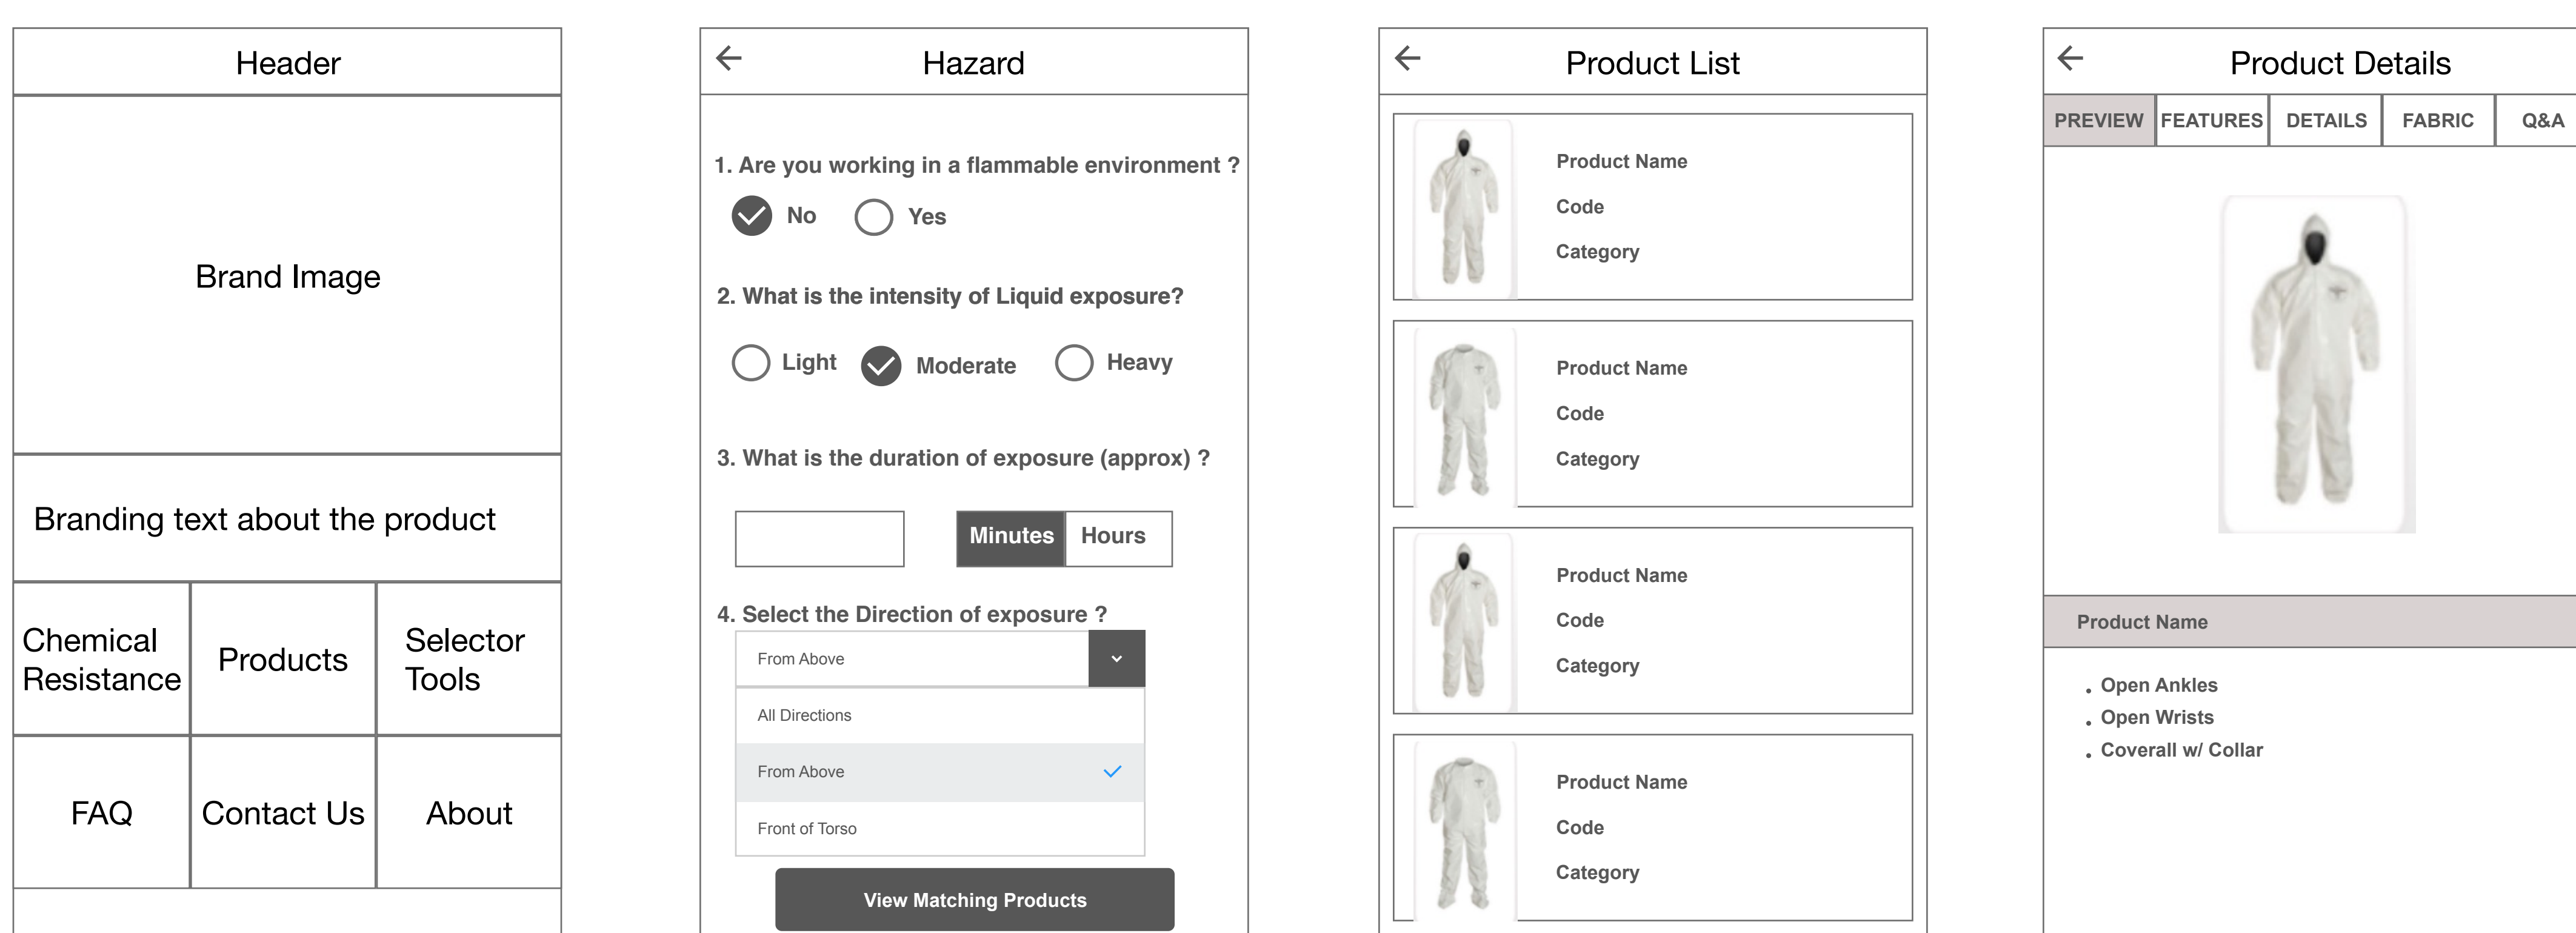 Header
Brand Image
Branding text about the product
Chemical
Resistance
Products
Selector
Tools
FAQ
Contact Us
About
Hazard
1. Are you working in a flammable environment ?
No
Yes
2. What is the intensity of Liquid exposure?
Light
Moderate
Heavy
3. What is the duration of exposure (approx) ?
Minutes
Hours
4. Select the Direction of exposure ?
From Above
All Directions
From Above
Front of Torso
View Matching Products
Product List
Product Name
Code
Category
Product Name
Code
Category
Product Name
Code
Category
Product Name
Code
Category
Product Details
PREVIEW
FEATURES
DETAILS
FABRIC
Q&A
Product Name
• Open Ankles
• Open Wrists
• Coverall w/ Collar